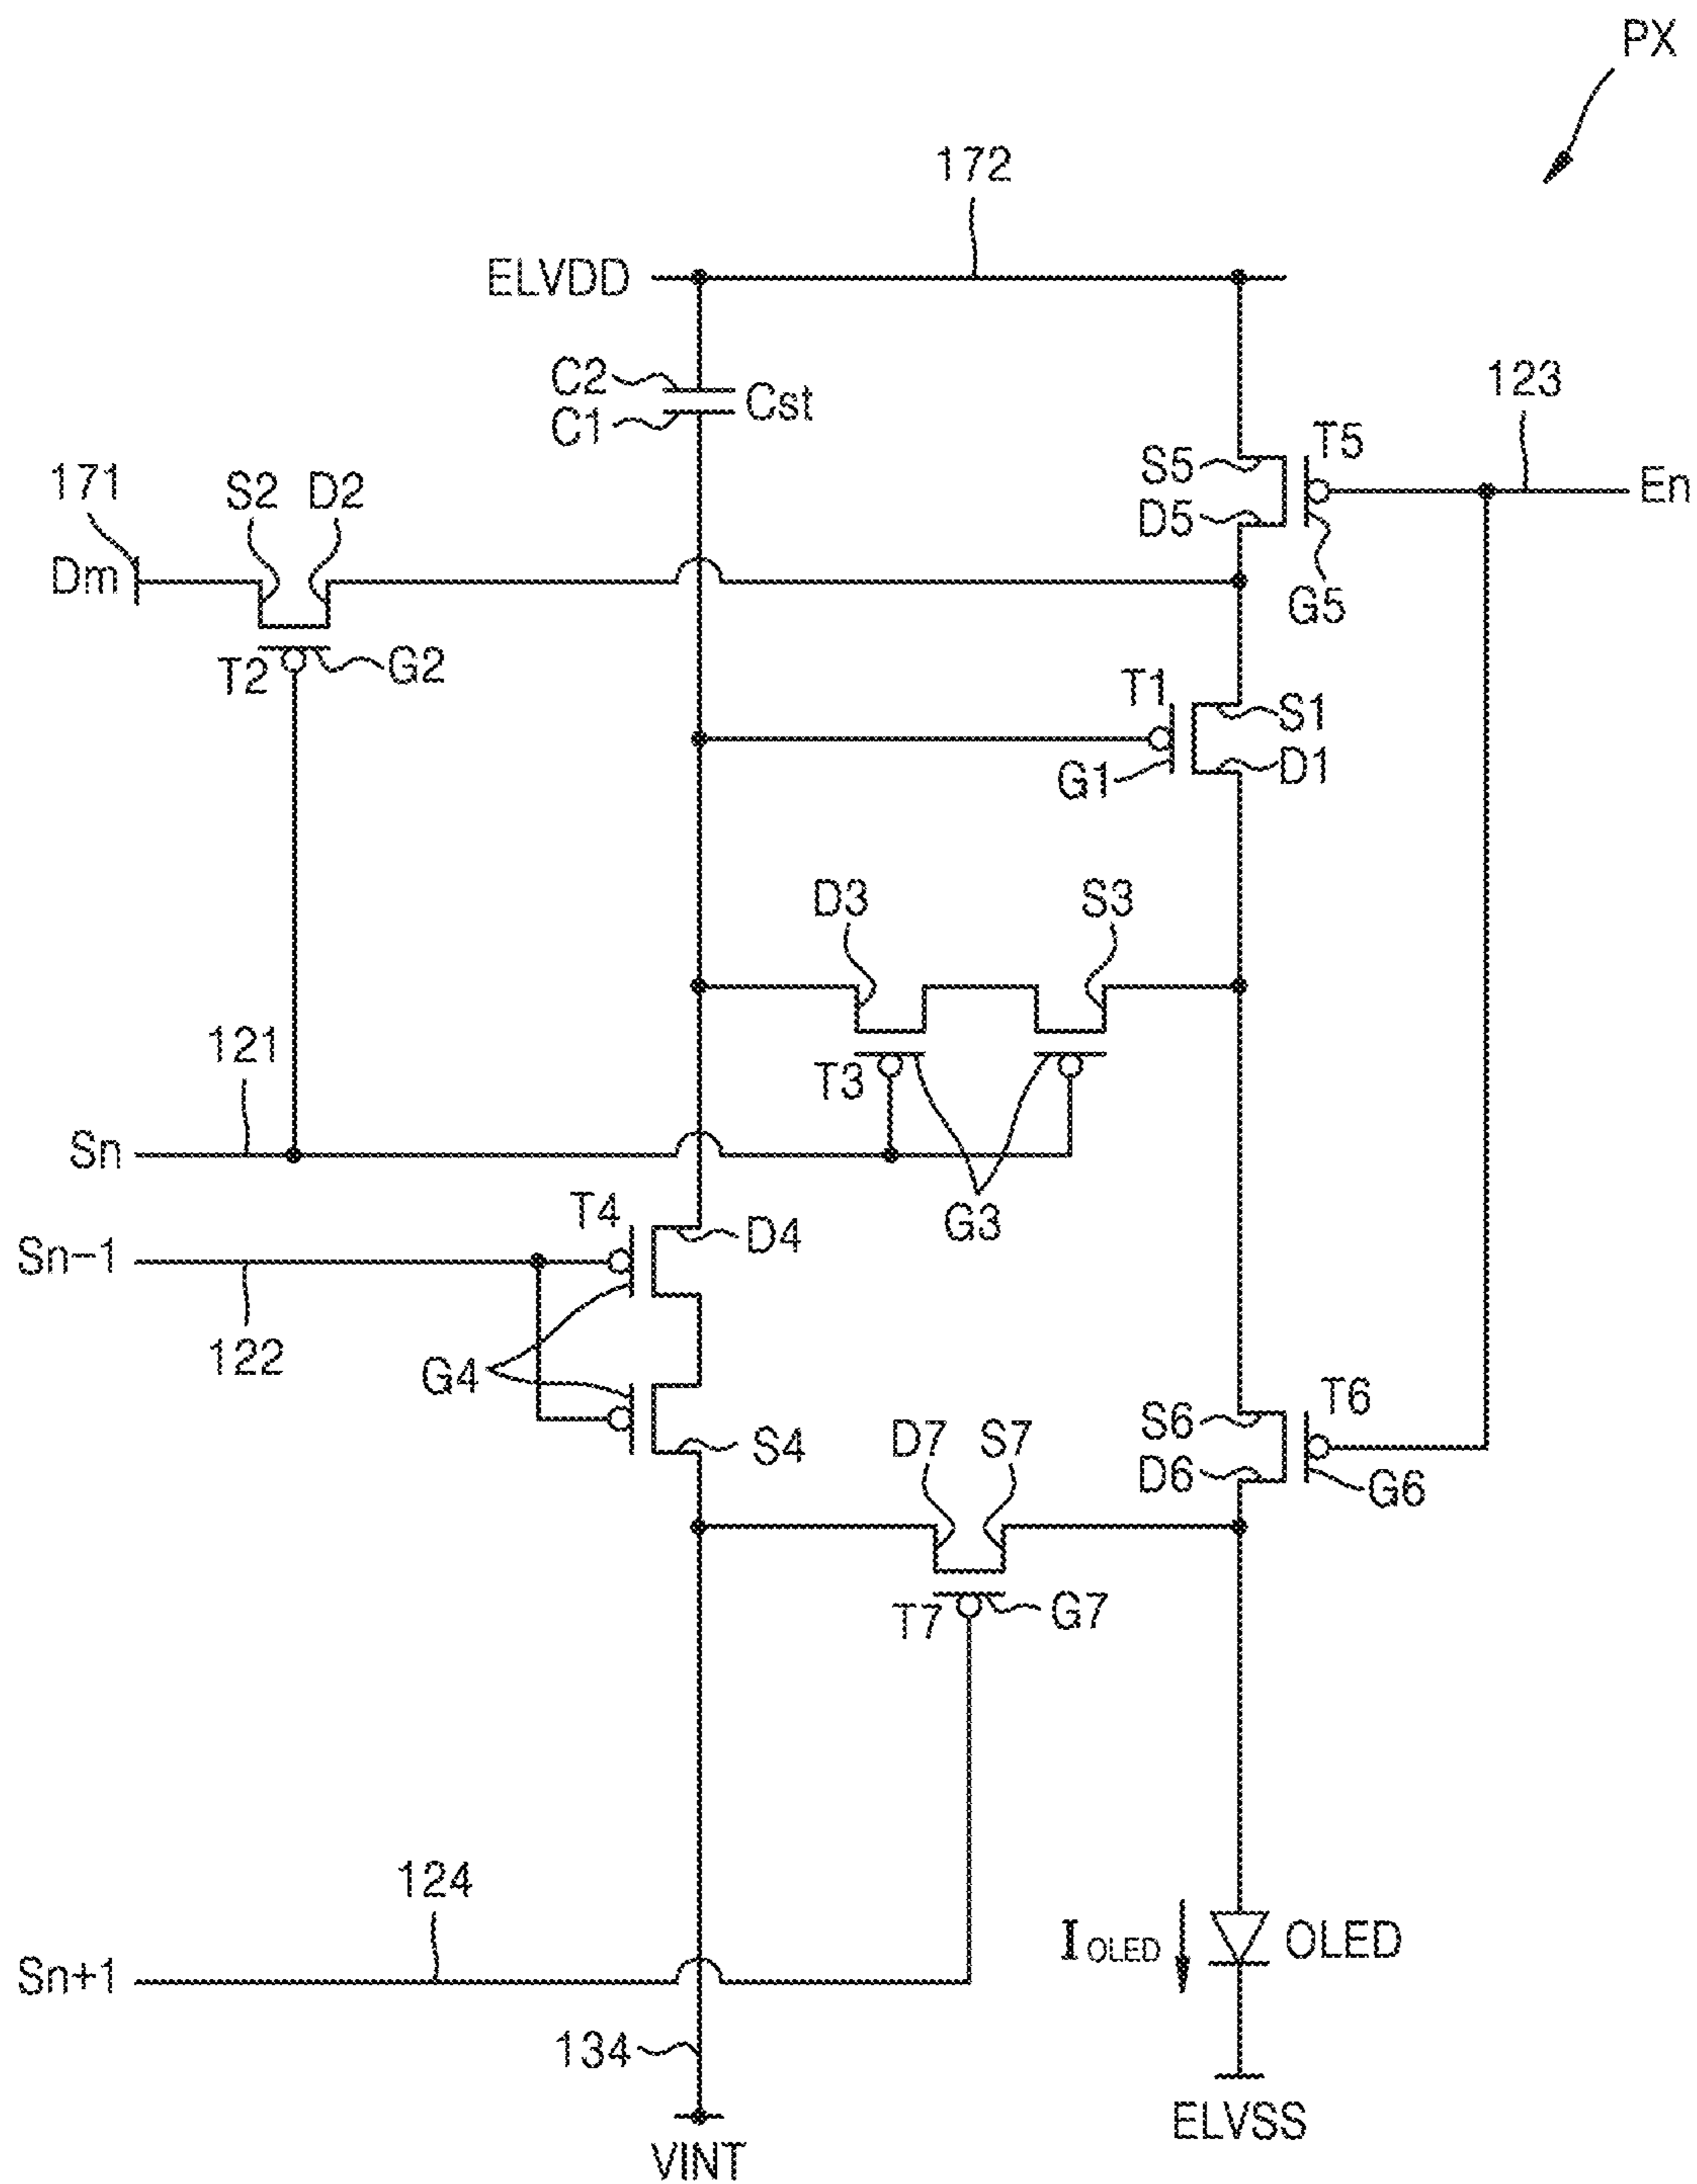 PX
172
ELVDD
C2
Cst
C1
123
T5
S5
En
D5
G5
171
S2 D2
Dm
T2
G2
T1
S1
G1
D1
D3 S3
121
T3
Sn
G3
T4
D4
Sn-1
122
G4
S4
D7 S7
T6
S6
D6
G6
T7
G7
124
IOLED
OLED
Sn+1
134
ELVSS
VINT